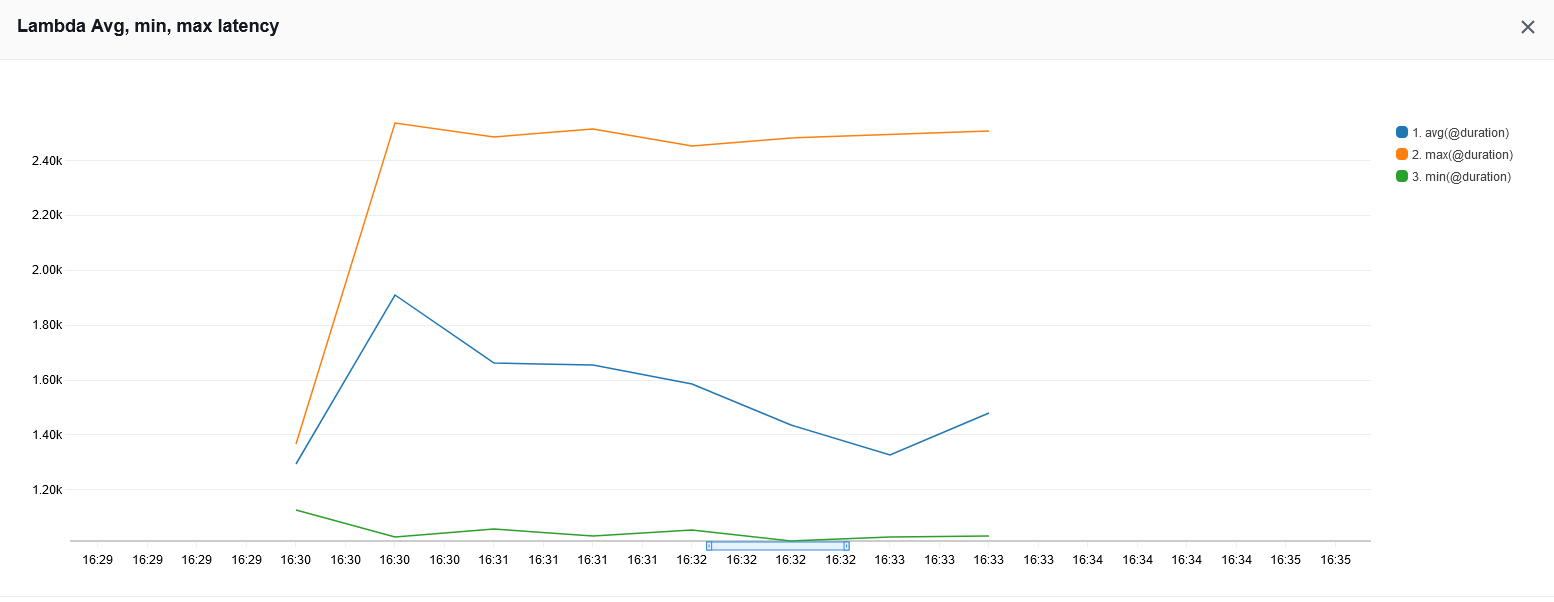 Lambda Avg, min, max latency
1. avg(@duration)
2. max(@duration)
3. min(@duration)
2.40k
2.20k
2.00k
1.80k
1.60k
1.40k
1.20k
16:29 16:29 16:29 16:29 16:30 16:30 16:30 16:30 16:31 16:31 16:31 16:31 16:32 16:32 16:32 16:32 16:33 16:33 16:33 16:33 16:34 16:34 16:34 16:34 16:35 16:35